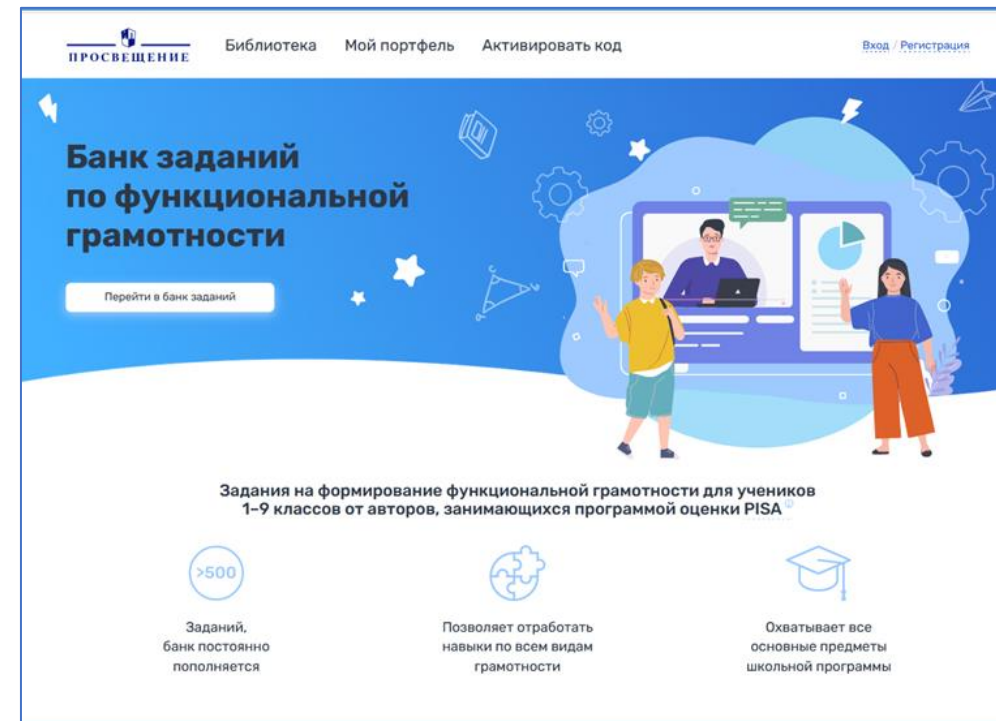 ПРОСВЕЩЕНИЕ
Библиотека Мой портфель Активировать код
Вход / Регистрация
Банк заданий
по функциональной
грамотности
Перейти в банк заданий
Задания на формирование функциональной грамотности для учеников
1–9 классов от авторов, занимающихся программой оценки PISA
>500
Заданий,
банк постоянно
пополняется
Позволяет отработать
навыки по всем видам
грамотности
Охватывает все
основные предметы
школьной программы